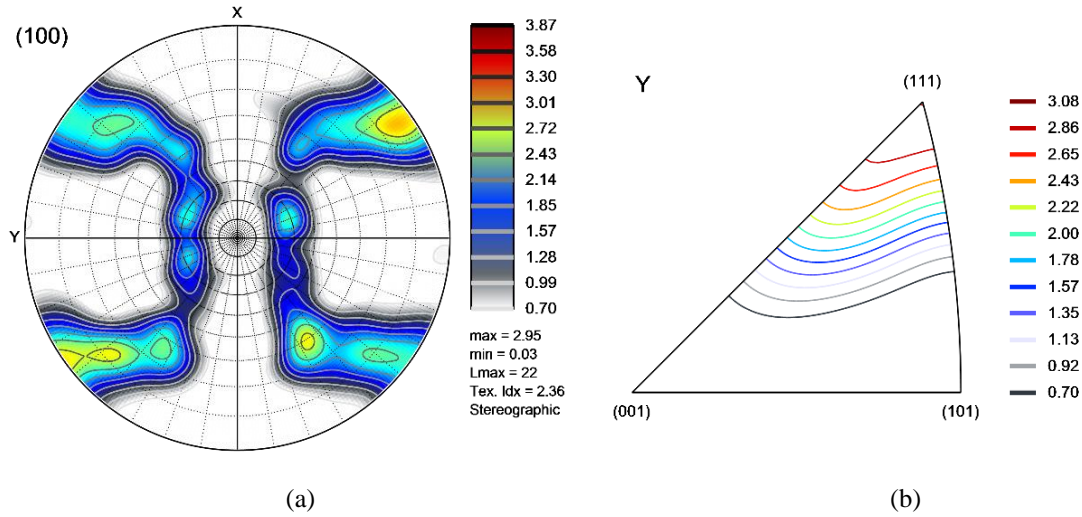 X
(100)
Y
3.87
3.58
3.30
3.01
2.72
2.43
2.14
1.85
1.57
1.28
0.99
0.70
max = 2.95
min = 0.03
Lmax = 22
Tex. Idx = 2.36
Stereographic
(a)
Y
(111)
(001)
(101)
3.08
2.86
2.65
2.43
2.22
2.00
1.78
1.57
1.35
1.13
0.92
0.70
(b)